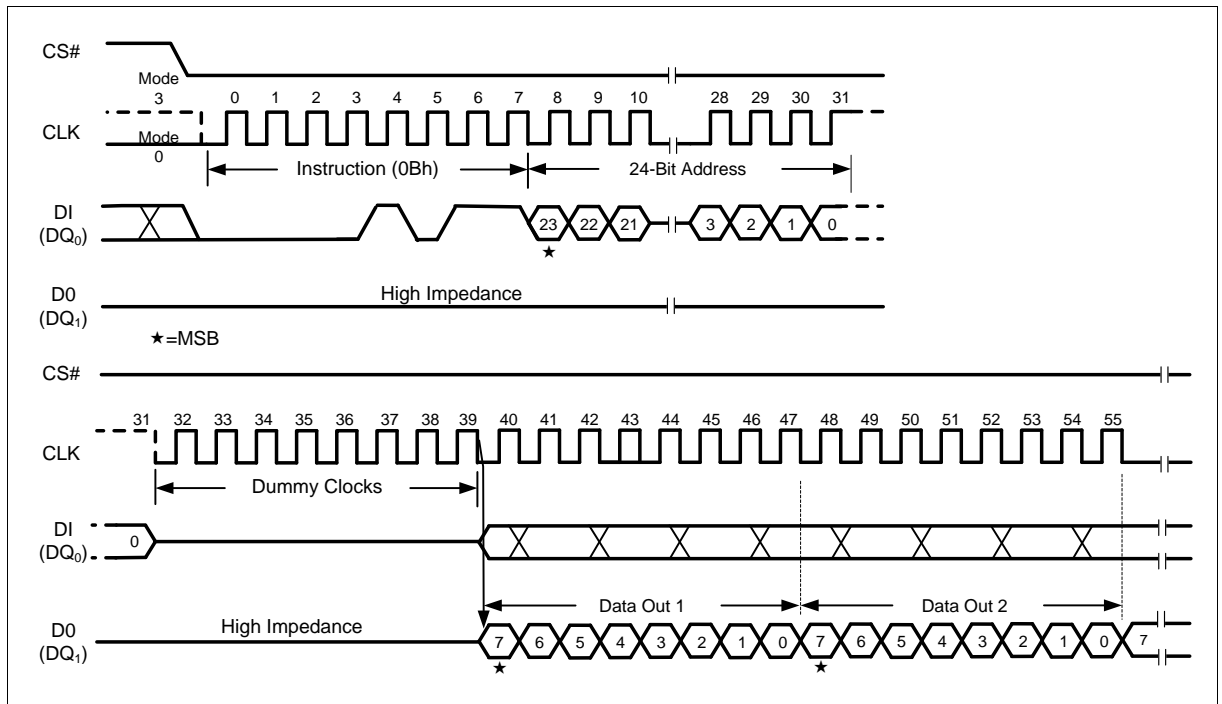 CS#
Mode
3 0 1 2 3 4 5 6 7 8 9 10 28 29 30 31
CLK
Mode
0
Instruction (0Bh) 24-Bit Address
DI
(DQ0)
23 22 21 3 2 1 0
★
D0
(DQ1)
High Impedance
★=MSB
CS#
31 32 33 34 35 36 37 38 39 40 41 42 43 44 45 46 47 48 49 50 51 52 53 54 55
CLK
Dummy Clocks
DI
(DQ0)
0
Data Out 1 Data Out 2
D0
(DQ1)
High Impedance
7 6 5 4 3 2 1 0 7 6 5 4 3 2 1 0 7
★ ★